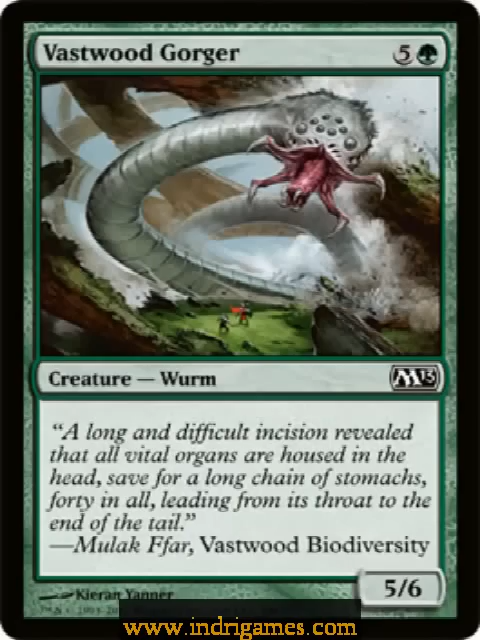 Vastwood Gorger 5
Creature — Wurm M13
“A long and difficult incision revealed
that all vital organs are housed in the
head, save for a long chain of stomachs,
forty in all, leading from its throat to the
end of the tail.”
—Mulak Ffar, Vastwood Biodiversity
5/6
Kieran Yanner
www.indrigames.com